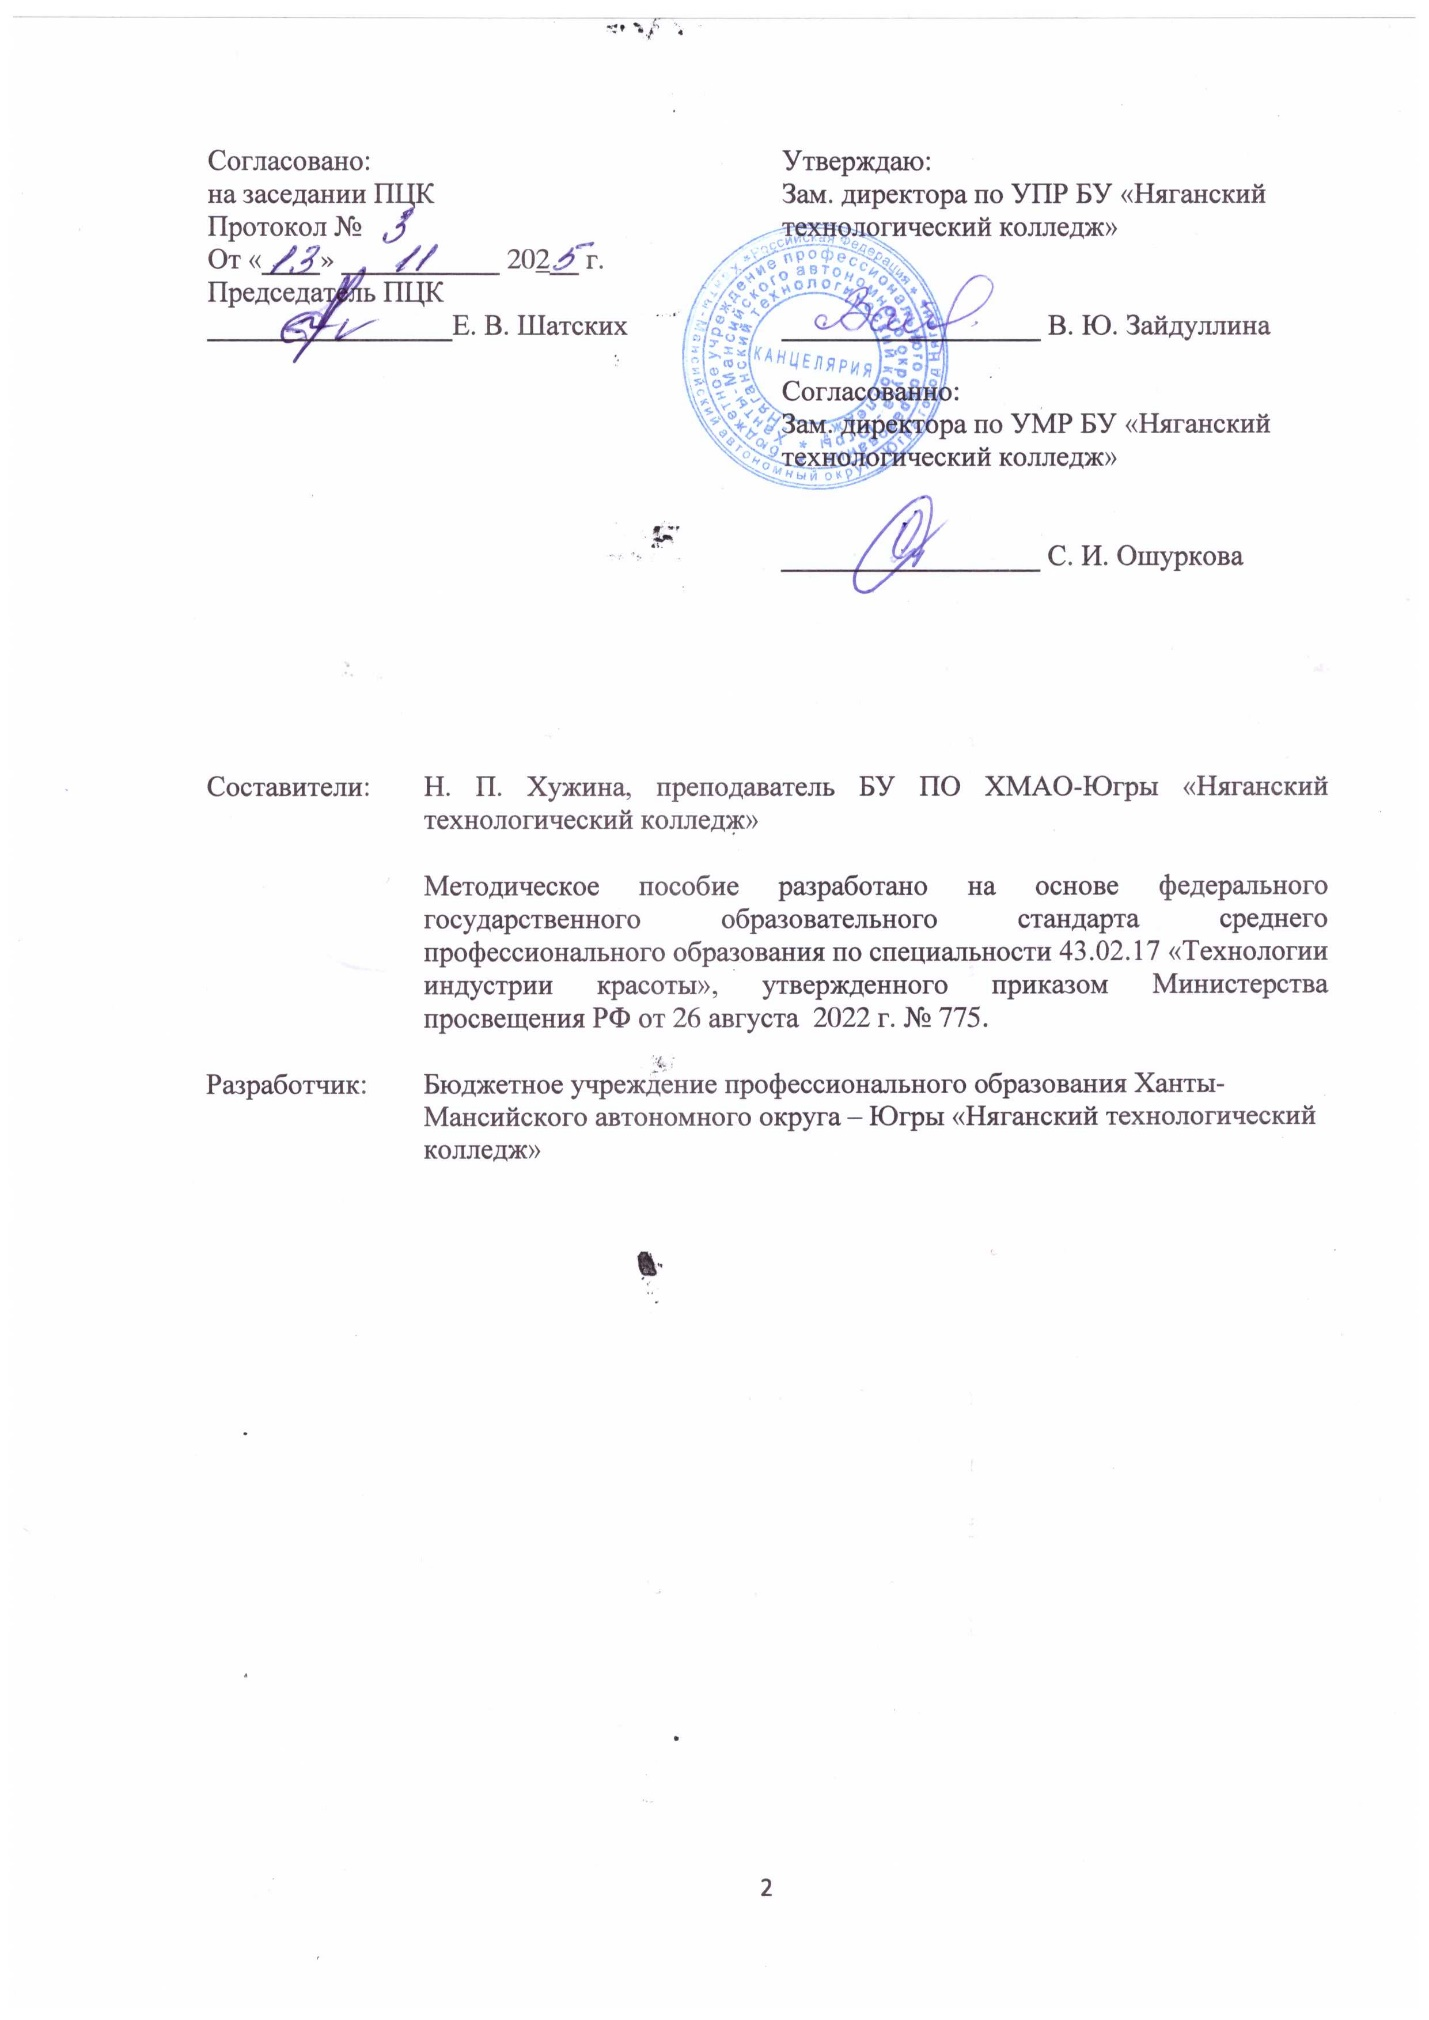 Согласовано:
на заседании ПЦК
Протокол № 3
От «13» 11 2025 г.
Председатель ПЦК
Е. В. Шатских
Утверждаю:
Зам. директора по УПР БУ «Няганский
технологический колледж»
В. Ю. Зайдуллина
КАНЦЕЛЯРИЯ
Согласованно:
Зам. директора по УМР БУ «Няганский
технологический колледж»
С. И. Ошуркова
Составители:
Н. П. Хужина, преподаватель БУ ПО ХМАО-Югры «Няганский
технологический колледж»
Методическое пособие разработано на основе федерального
государственного образовательного стандарта среднего
профессионального образования по специальности 43.02.17 «Технологии
индустрии красоты», утвержденного приказом Министерства
просвещения РФ от 26 августа 2022 г. № 775.
Разработчик:
Бюджетное учреждение профессионального образования Ханты-
Мансийского автономного округа – Югры «Няганский технологический
колледж»
2